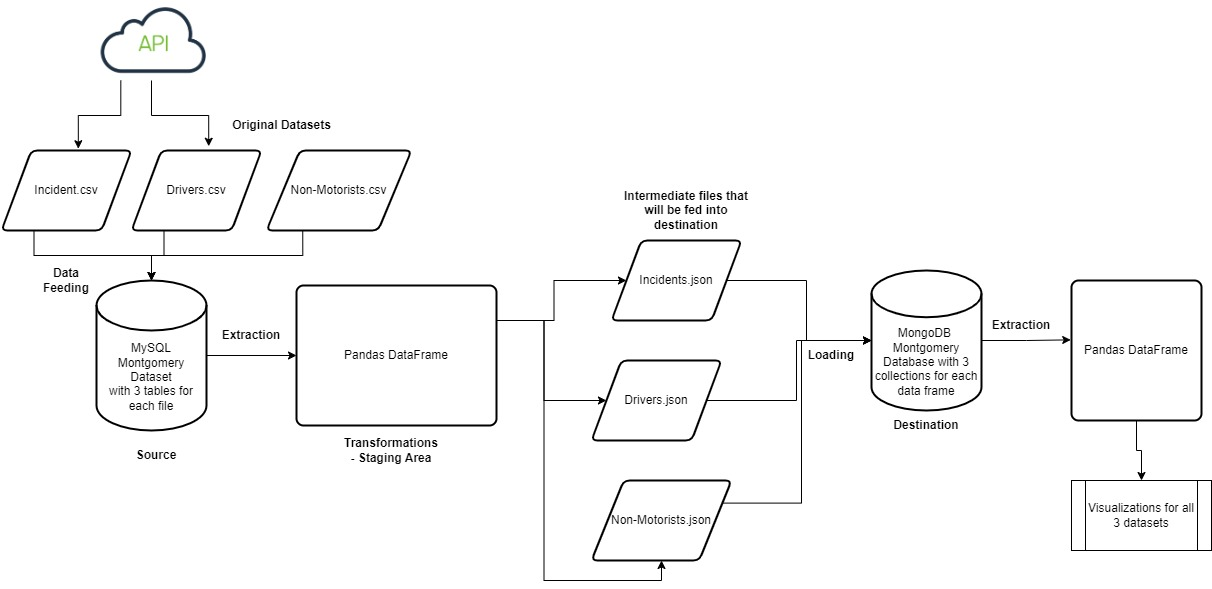 API
Original Datasets
Incident.csv
Drivers.csv
Non-Motorists.csv
Data
Feeding
MySQL
Montgomery
Dataset
with 3 tables for
each file
Source
Extraction
Pandas DataFrame
Transformations
- Staging Area
Intermediate files that
will be fed into
destination
Incidents.json
Drivers.json
Non-Motorists.json
Loading
MongoDB
Montgomery
Database with 3
collections for each
data frame
Destination
Extraction
Pandas DataFrame
Visualizations for all
3 datasets